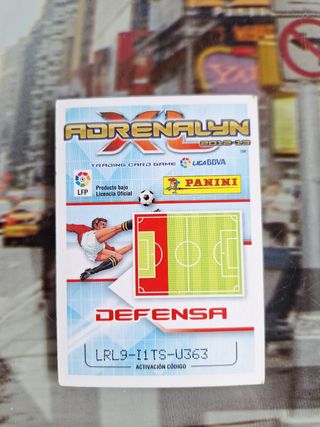 ADRENALYN
XL
2012-13
TRADING CARD GAME LIGA BBVA
LFP Producto bajo
Licencia Oficial
PANINI
DEFENSA
LRL9-I1TS-U363
ACTIVACIÓN CÓDIGO